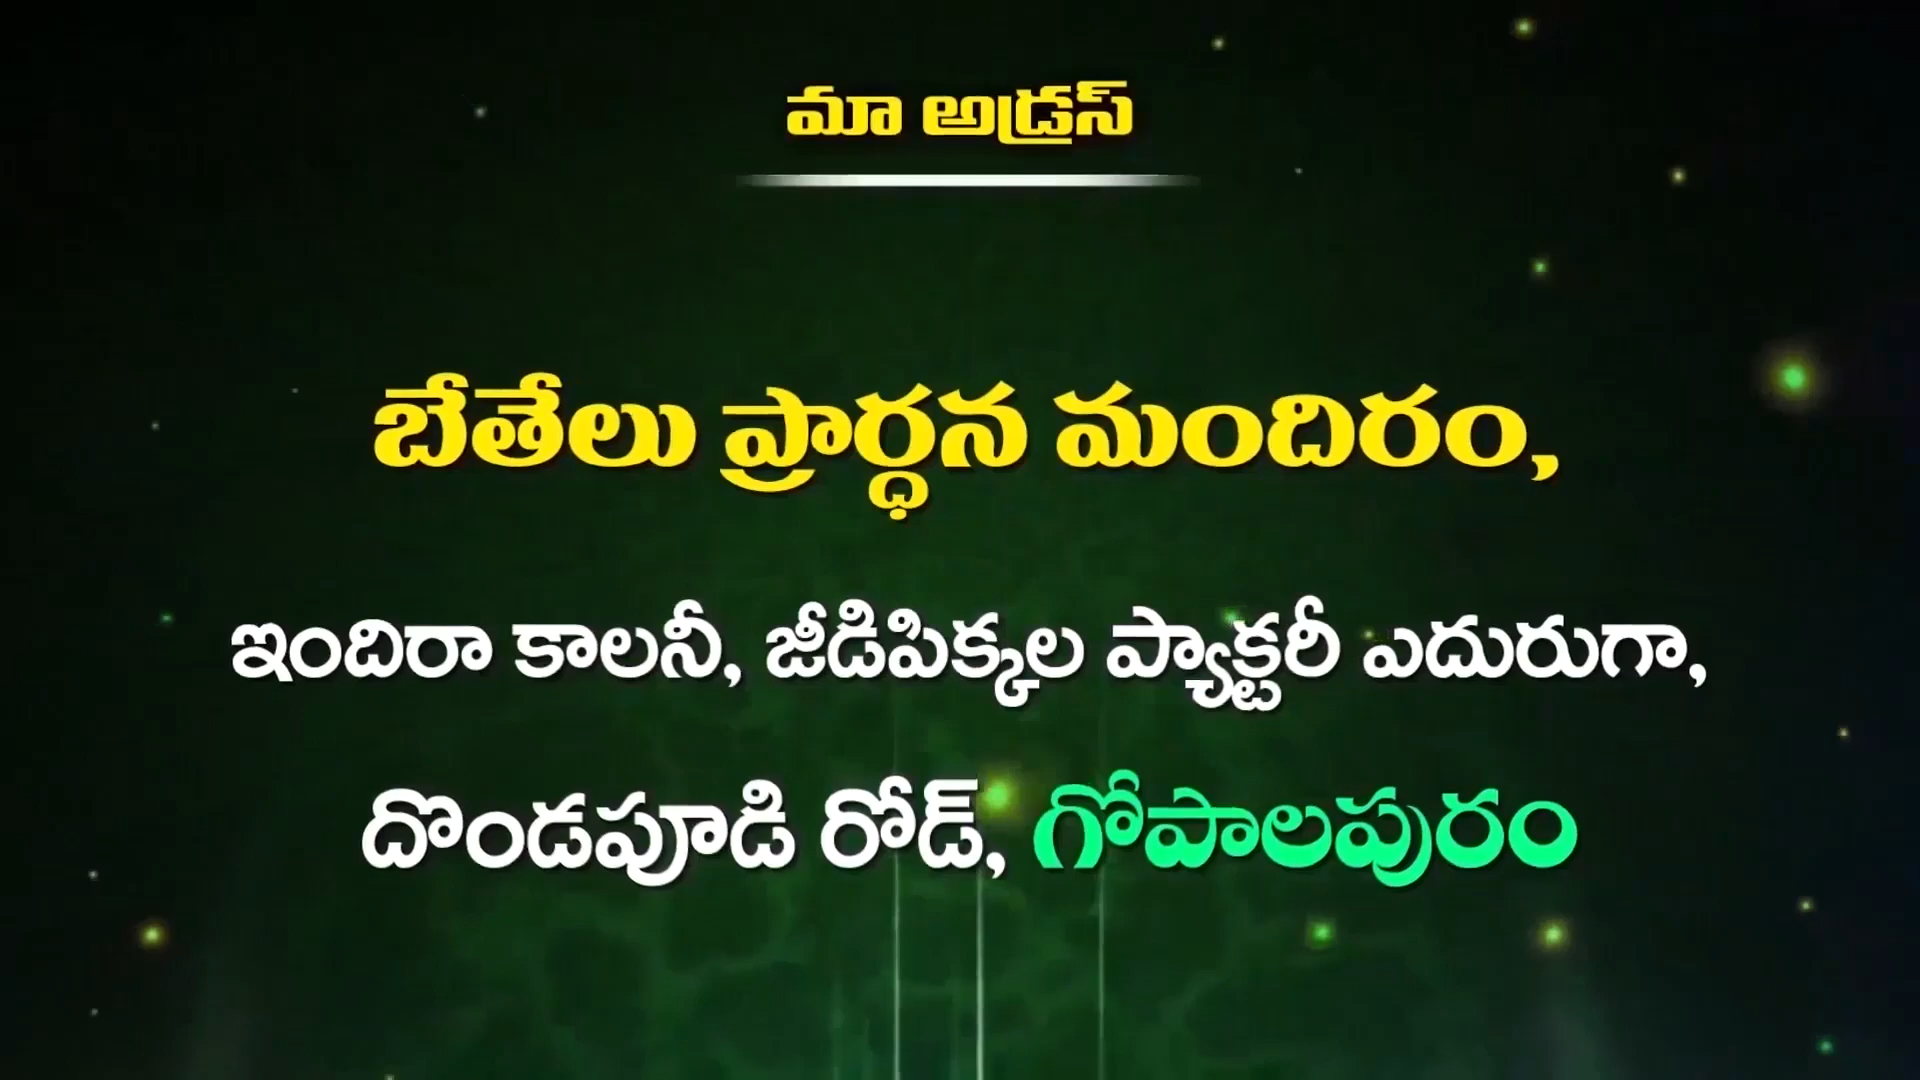 మా అడ్రస్
బేతేలు ప్రార్ధన మందిరం,
ఇందిరా కాలనీ, జీడిపిక్కల ప్యాక్టరీ ఎదురుగా,
దొండపూడి రోడ్, గోపాలపురం